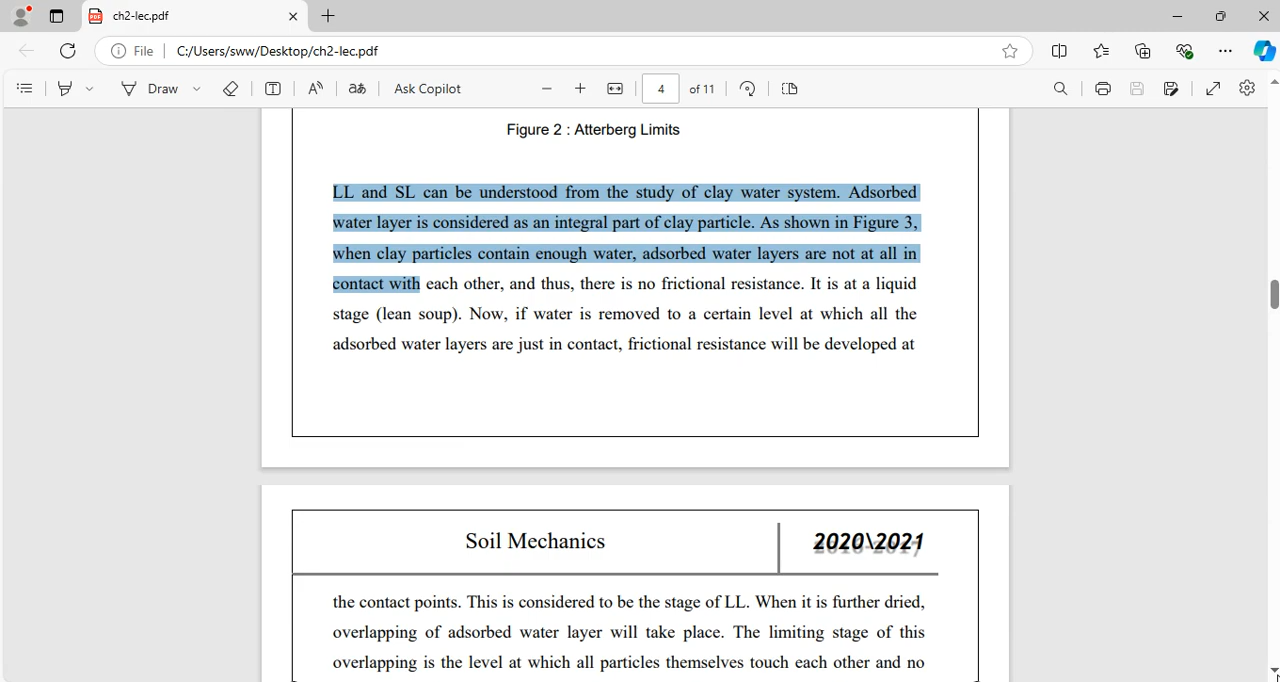 ch2-lec.pdf
File C:/Users/sww/Desktop/ch2-lec.pdf
Draw aあ Ask Copilot 4 of 11
Figure 2 : Atterberg Limits
LL and SL can be understood from the study of clay water system. Adsorbed
water layer is considered as an integral part of clay particle. As shown in Figure 3,
when clay particles contain enough water, adsorbed water layers are not at all in
contact with each other, and thus, there is no frictional resistance. It is at a liquid
stage (lean soup). Now, if water is removed to a certain level at which all the
adsorbed water layers are just in contact, frictional resistance will be developed at
Soil Mechanics 2020\2021
the contact points. This is considered to be the stage of LL. When it is further dried,
overlapping of adsorbed water layer will take place. The limiting stage of this
overlapping is the level at which all particles themselves touch each other and no